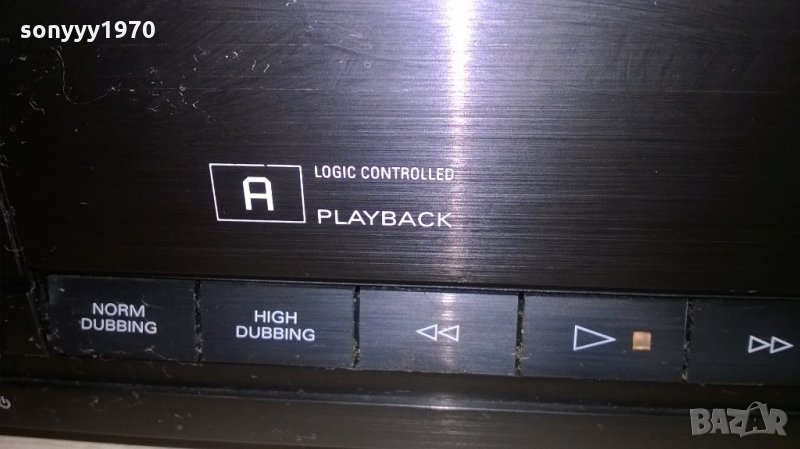 sonyyy1970
A
LOGIC CONTROLLED
PLAYBACK
NORM
DUBBING
HIGH
DUBBING
BAZAR